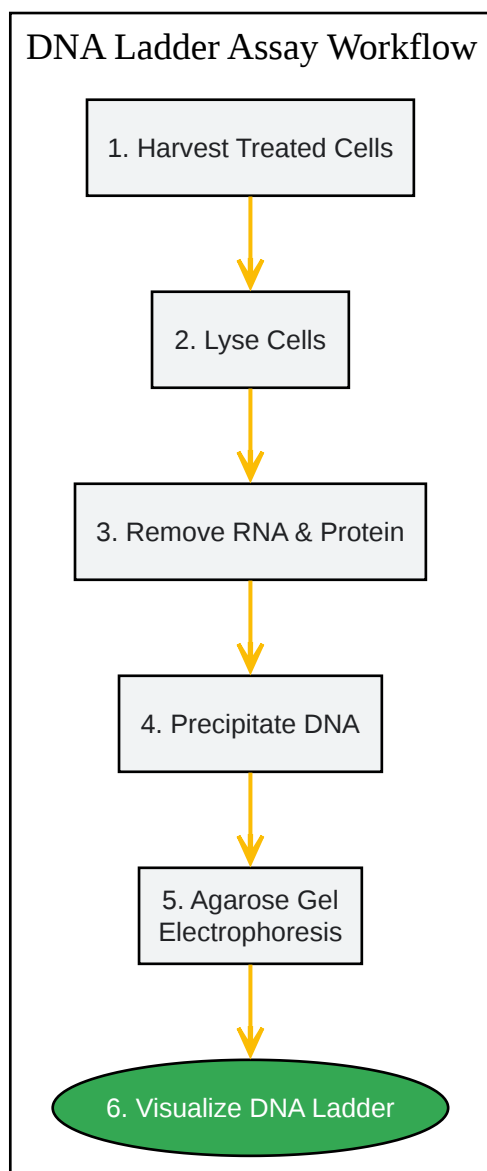 DNA Ladder Assay Workflow
1. Harvest Treated Cells
2. Lyse Cells
3. Remove RNA & Protein
4. Precipitate DNA
5. Agarose Gel
Electrophoresis
6. Visualize DNA Ladder